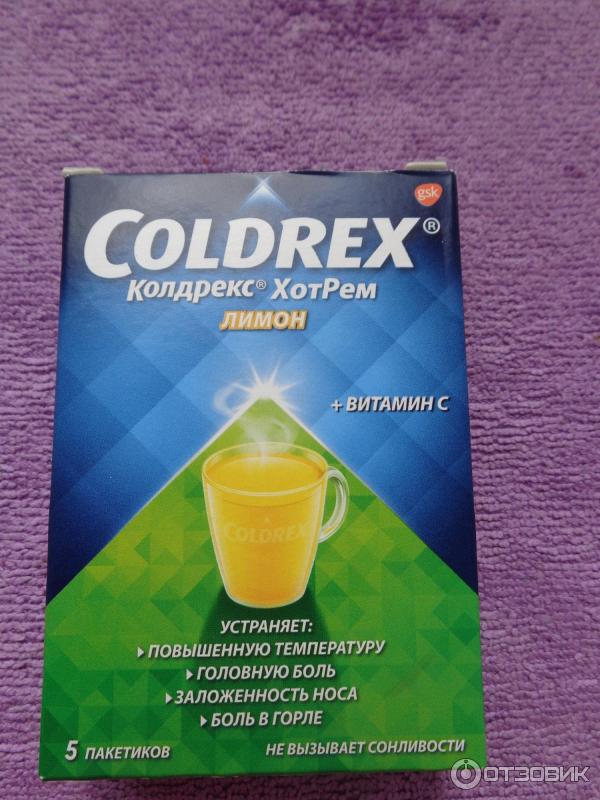 gsk
COLDREX®
Колдрекс® ХотРем
ЛИМОН
+ ВИТАМИН С
COLDREX
УСТРАНЯЕТ:
ПОВЫШЕННУЮ ТЕМПЕРАТУРУ
ГОЛОВНУЮ БОЛЬ
ЗАЛОЖЕННОСТЬ НОСА
БОЛЬ В ГОРЛЕ
5 ПАКЕТИКОВ НЕ ВЫЗЫВАЕТ СОНЛИВОСТИ
ОТЗОВИК